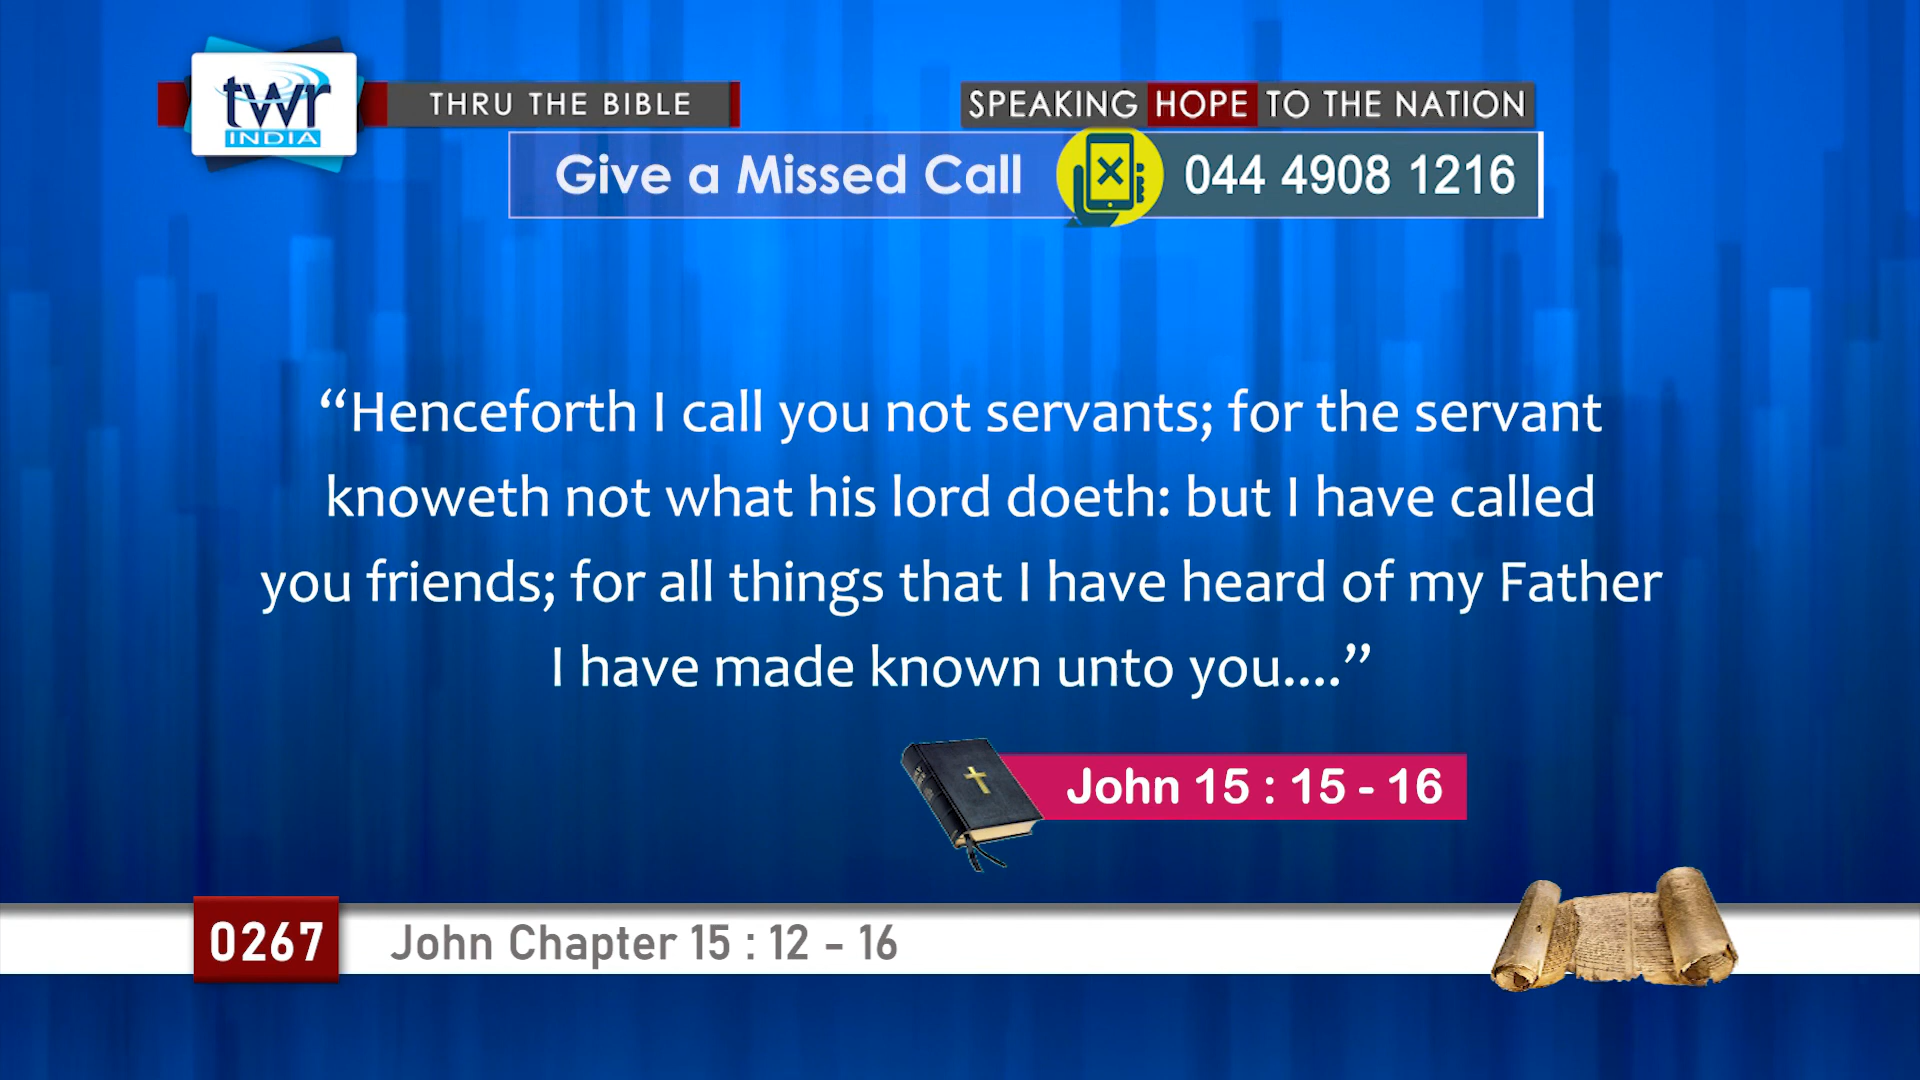 twr
INDIA
THRU THE BIBLE
SPEAKING HOPE TO THE NATION
Give a Missed Call
044 4908 1216
“Henceforth I call you not servants; for the servant
knoweth not what his lord doeth: but I have called
you friends; for all things that I have heard of my Father
I have made known unto you....”
John 15 : 15 - 16
0267
John Chapter 15 : 12 - 16